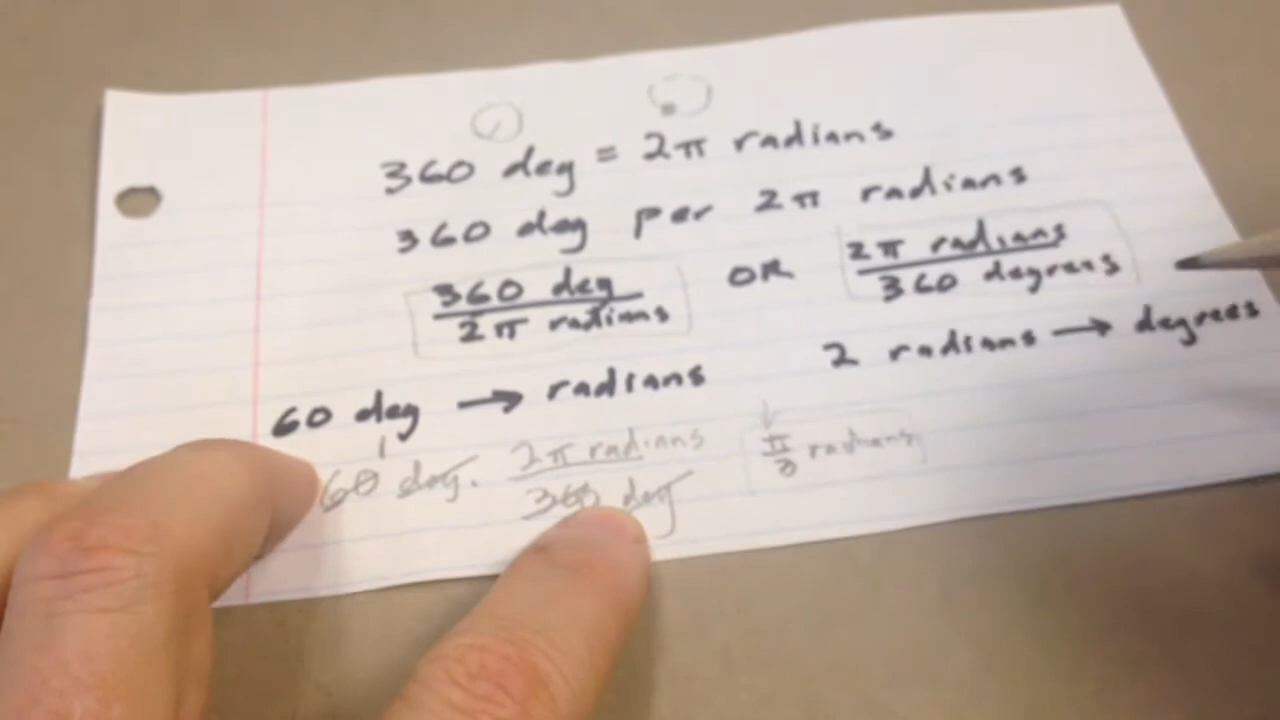 360 deg = 2π radians
360 deg per 2π radians
360 deg / 2π radians OR 2π radians / 360 degrees
60 deg → radians
2 radians → degrees
60 deg · 2π radians / 360 deg
π/3 radians